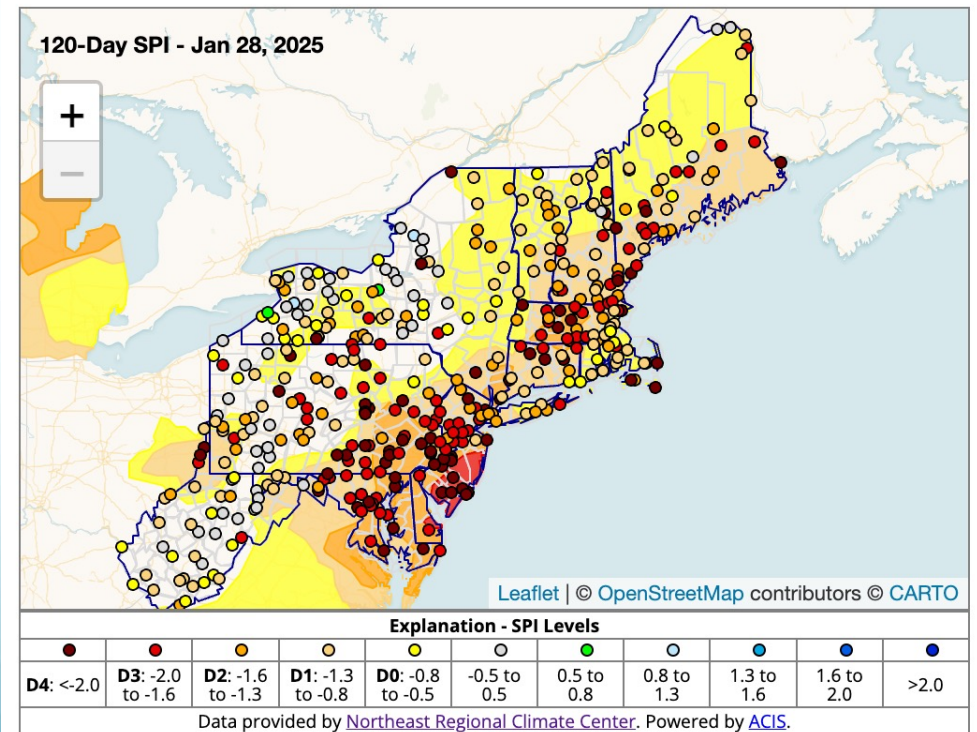 120-Day SPI - Jan 28, 2025
+
−
Leaflet | © OpenStreetMap contributors © CARTO
Explanation - SPI Levels
D4: <-2.0
D3: -2.0 to -1.6
D2: -1.6 to -1.3
D1: -1.3 to -0.8
D0: -0.8 to -0.5
-0.5 to 0.5
0.5 to 0.8
0.8 to 1.3
1.3 to 1.6
1.6 to 2.0
>2.0
Data provided by Northeast Regional Climate Center. Powered by ACIS.